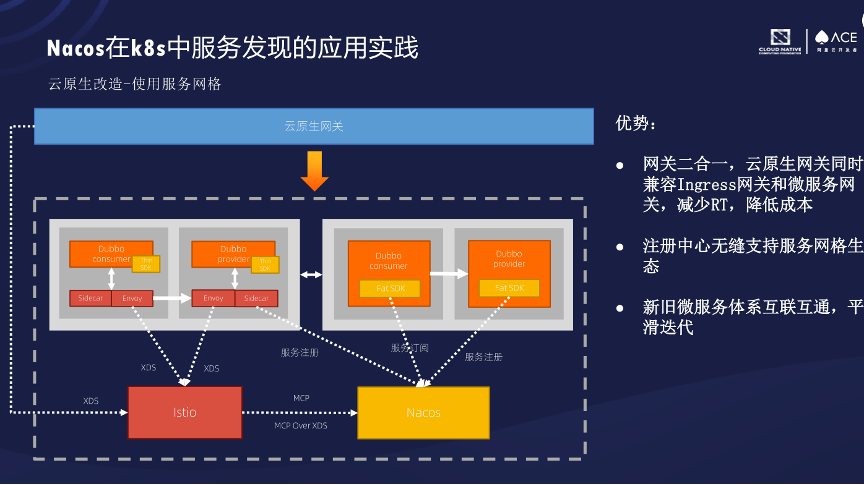 Nacos在k8s中服务发现的应用实践
CLOUD NATIVE
ACE
阿里云开发者
云原生改造-使用服务网格
云原生网关
优势：
● 网关二合一，云原生网关同时
兼容Ingress网关和微服务网
关，减少RT，降低成本
● 注册中心无缝支持服务网格生
态
● 新旧微服务体系互联互通，平
滑迭代
Dubbo
consumer
Thin
SDK
Sidecar
Envoy
Dubbo
provider
Thin
SDK
Envoy
Sidecar
Dubbo
consumer
Fat SDK
Dubbo
provider
Fat SDK
服务注册
服务订阅
服务注册
XDS
XDS
XDS
MCP
MCP Over XDS
Istio
Nacos